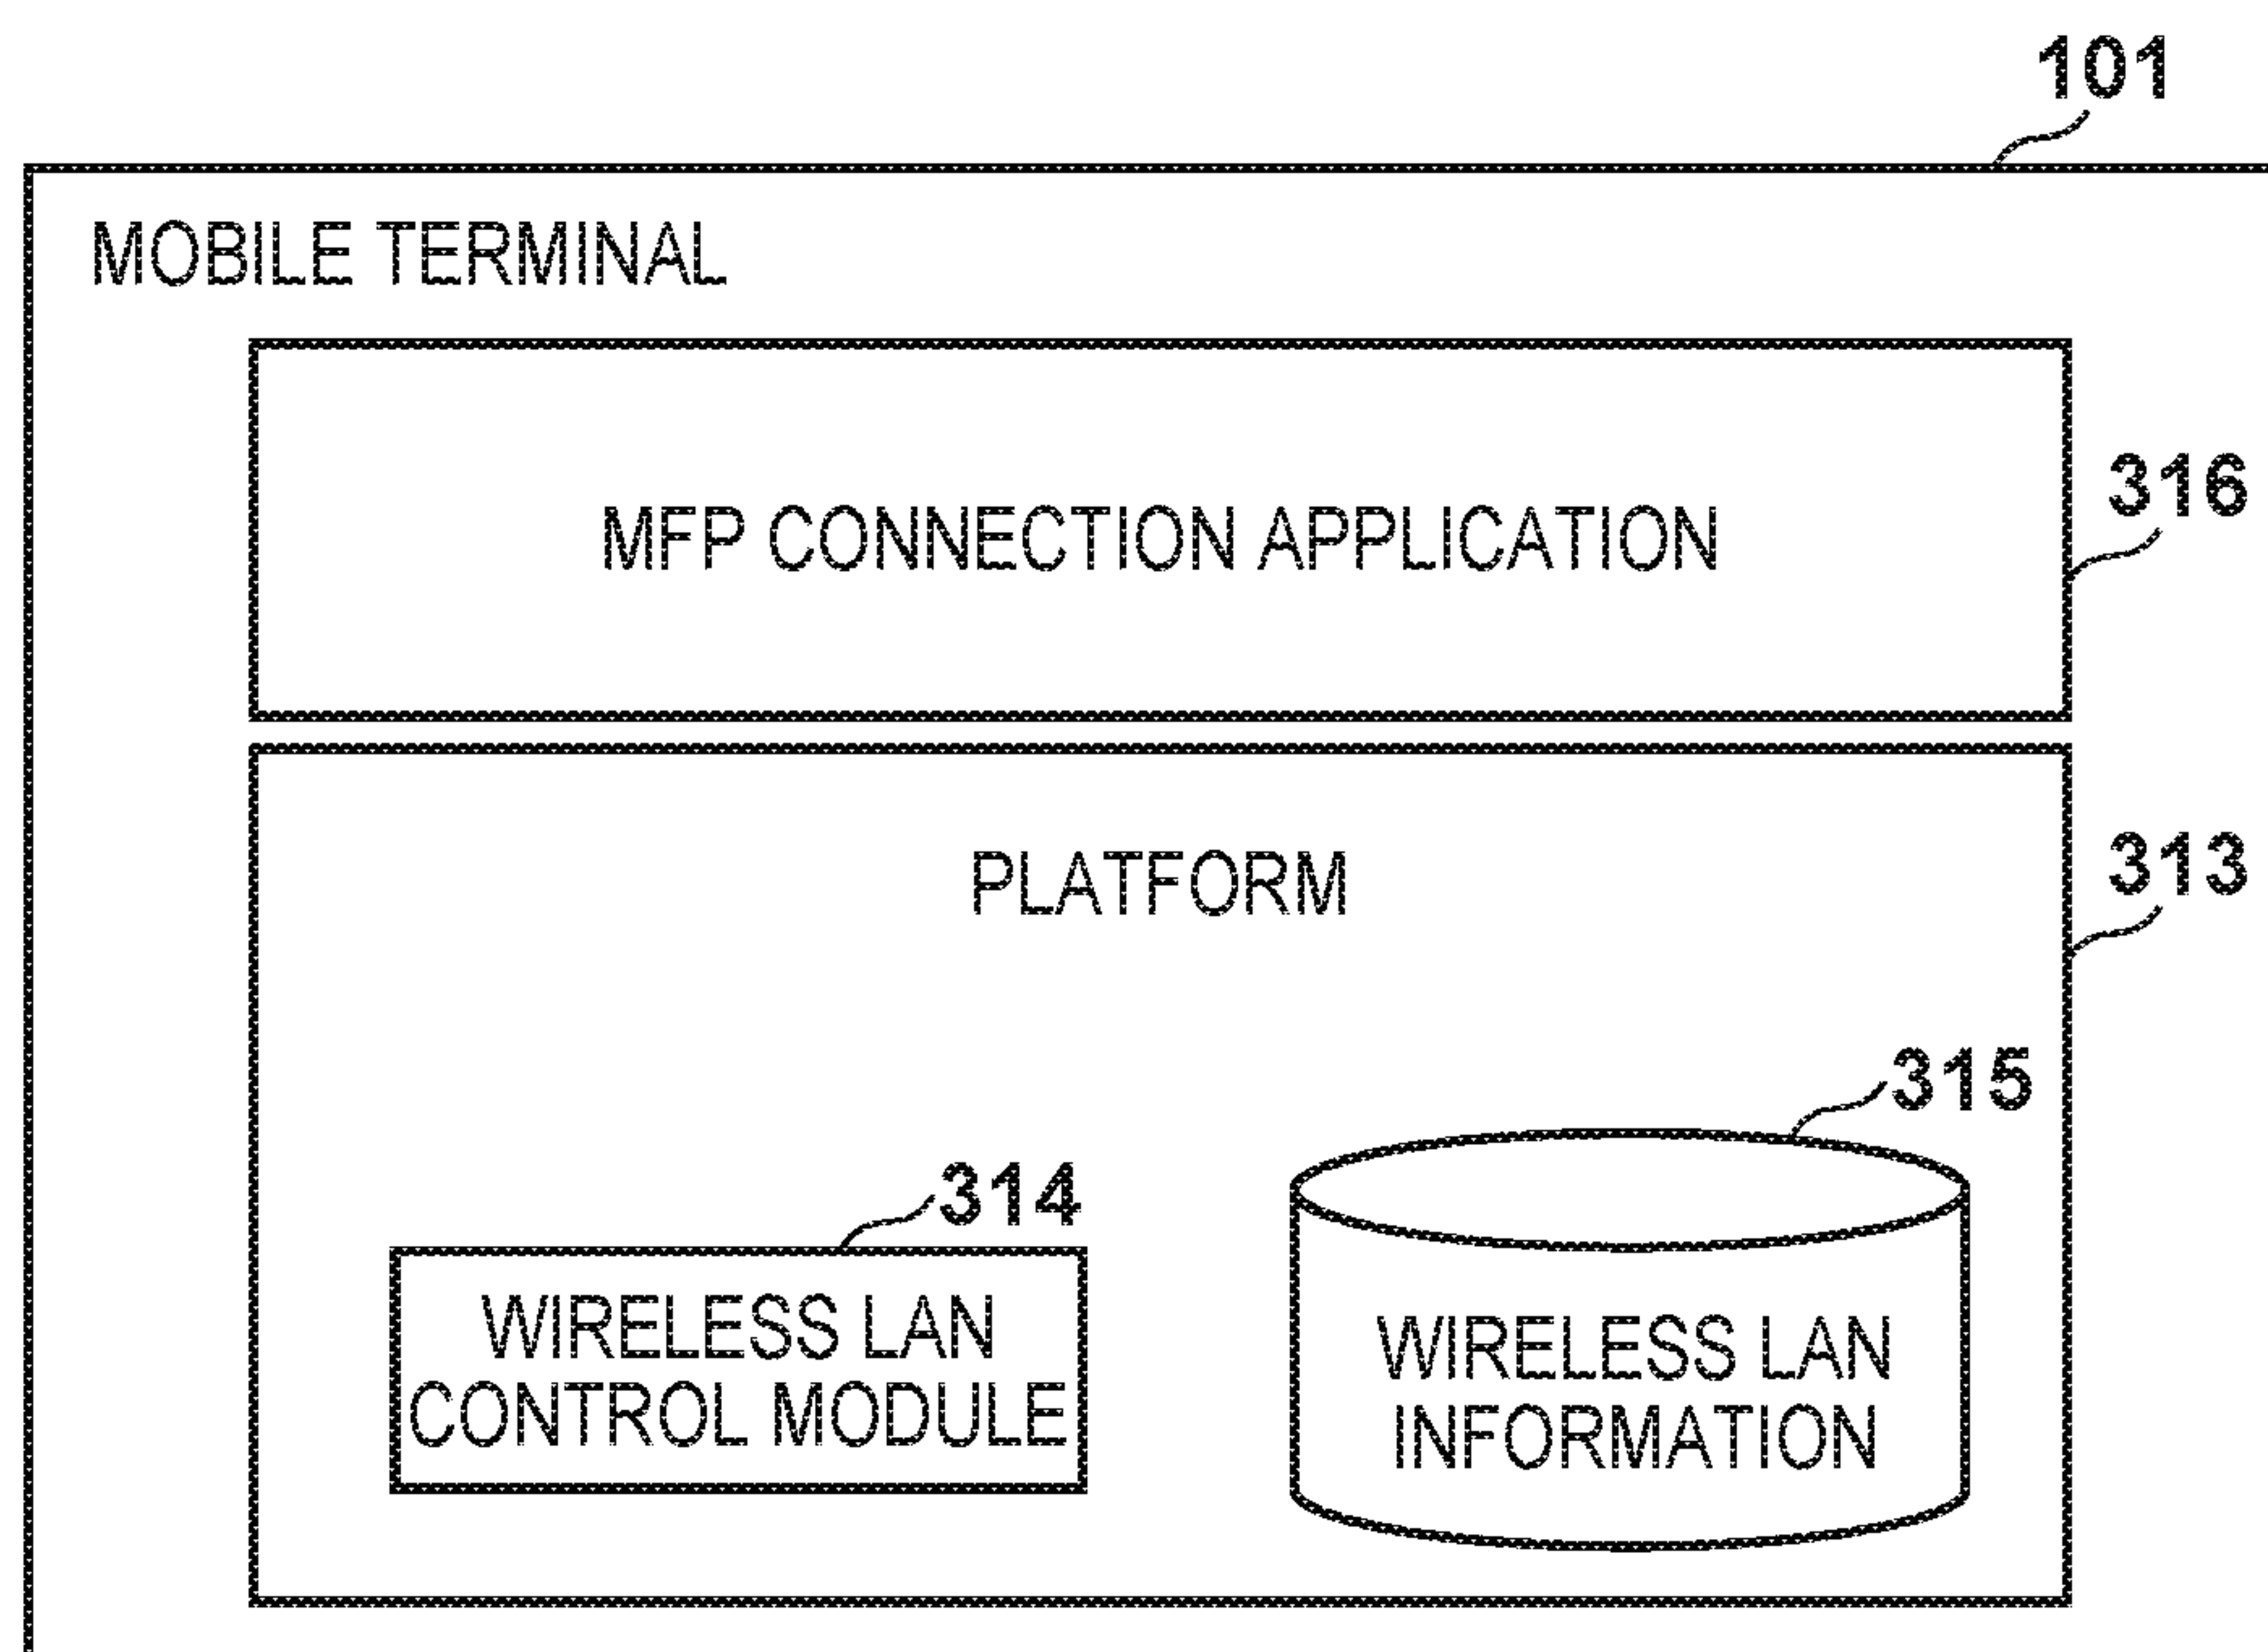 101
MOBILE TERMINAL
MFP CONNECTION APPLICATION
316
PLATFORM
313
315
314
WIRELESS LAN
CONTROL MODULE
WIRELESS LAN
INFORMATION